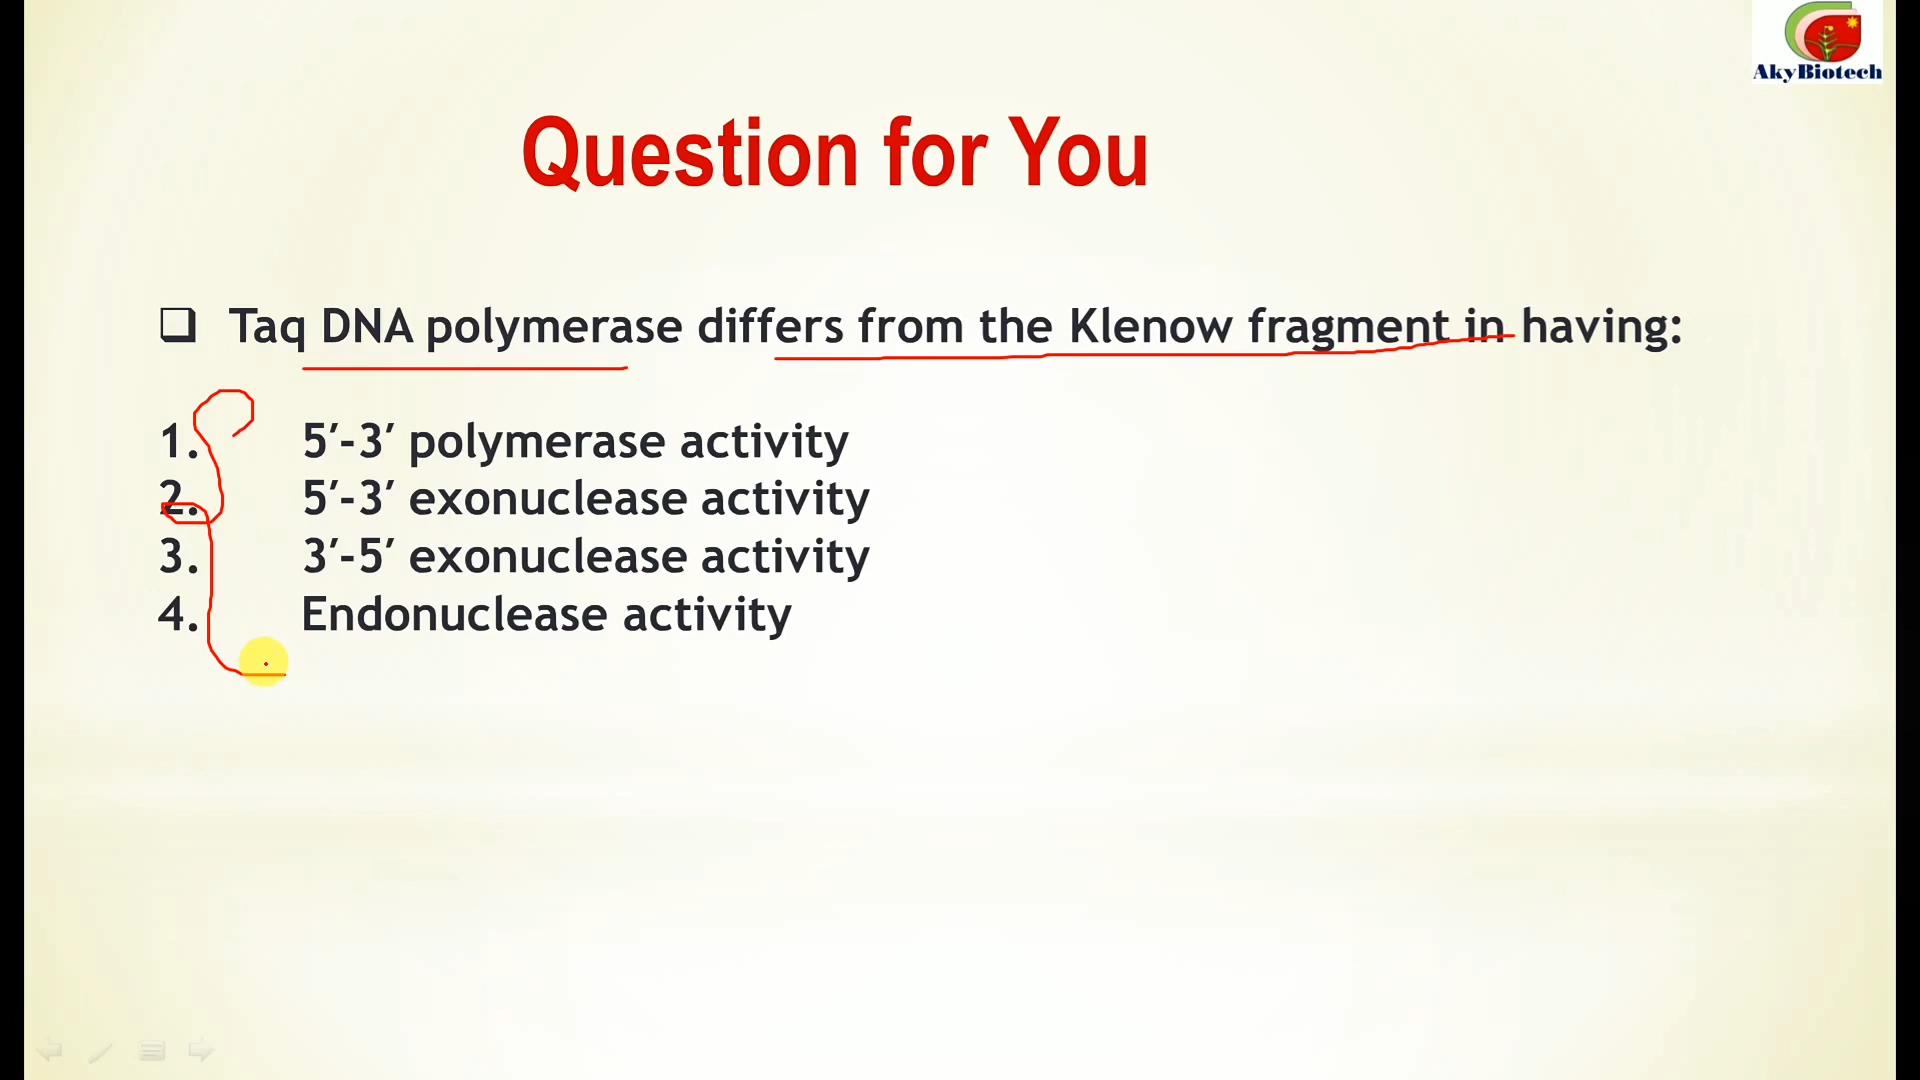 AkyBiotech
Question for You
Taq DNA polymerase differs from the Klenow fragment in having:
1. 5′-3′ polymerase activity
2. 5′-3′ exonuclease activity
3. 3′-5′ exonuclease activity
4. Endonuclease activity